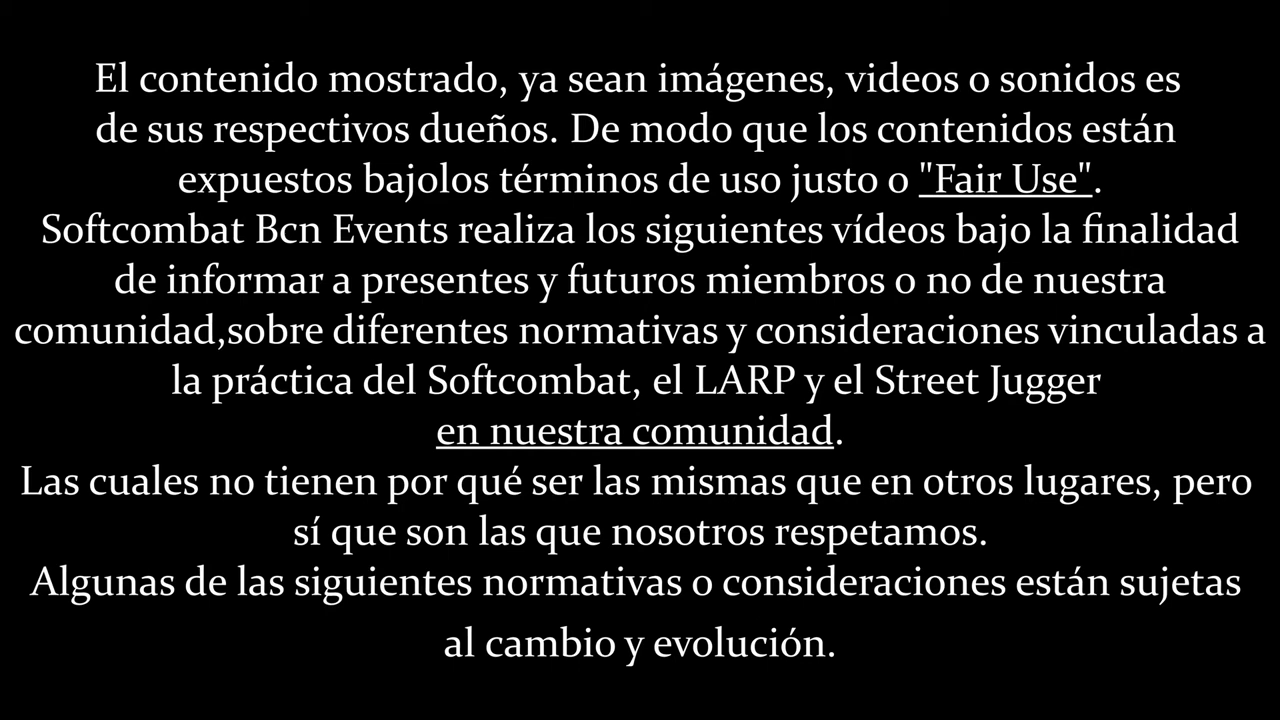 El contenido mostrado, ya sean imágenes, videos o sonidos es
de sus respectivos dueños. De modo que los contenidos están
expuestos bajolos términos de uso justo o "Fair Use".
Softcombat Bcn Events realiza los siguientes vídeos bajo la finalidad
de informar a presentes y futuros miembros o no de nuestra
comunidad,sobre diferentes normativas y consideraciones vinculadas a
la práctica del Softcombat, el LARP y el Street Jugger
en nuestra comunidad.
Las cuales no tienen por qué ser las mismas que en otros lugares, pero
sí que son las que nosotros respetamos.
Algunas de las siguientes normativas o consideraciones están sujetas
al cambio y evolución.